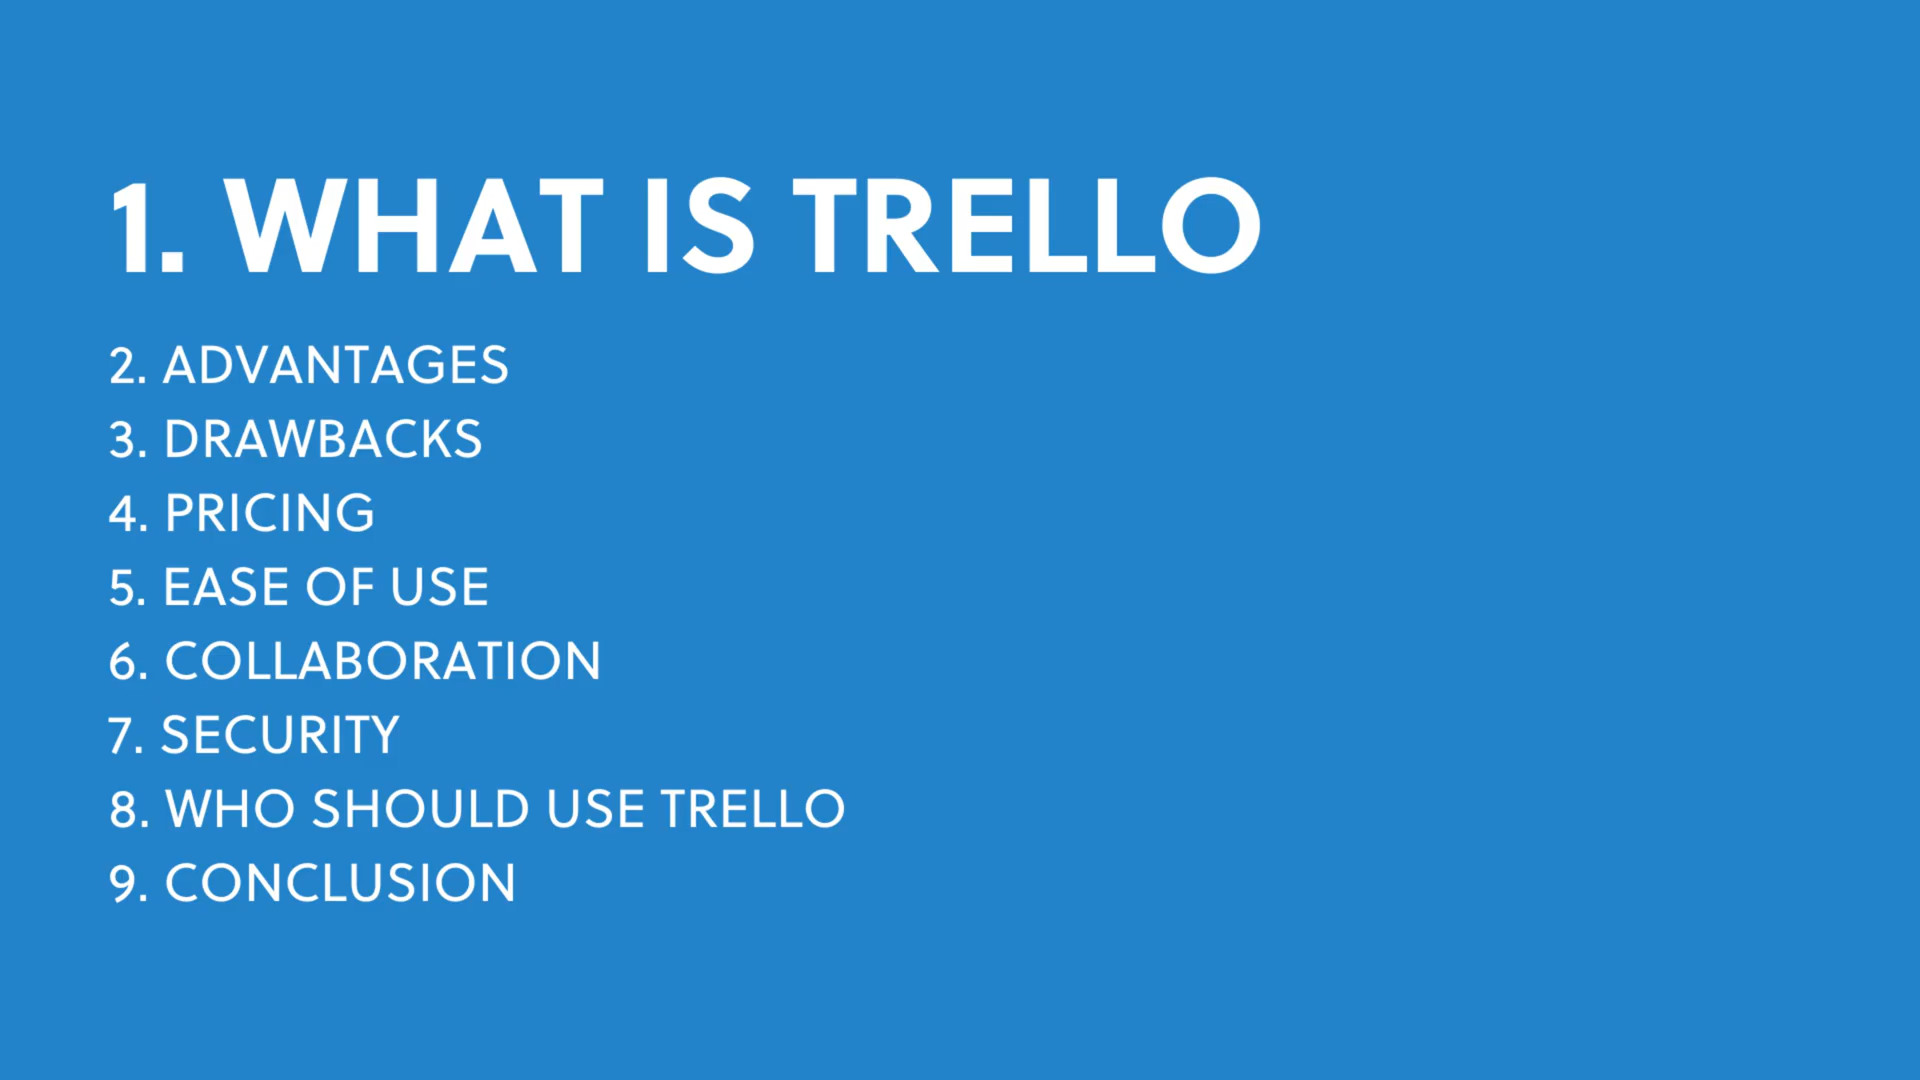 1. WHAT IS TRELLO
2. ADVANTAGES
3. DRAWBACKS
4. PRICING
5. EASE OF USE
6. COLLABORATION
7. SECURITY
8. WHO SHOULD USE TRELLO
9. CONCLUSION